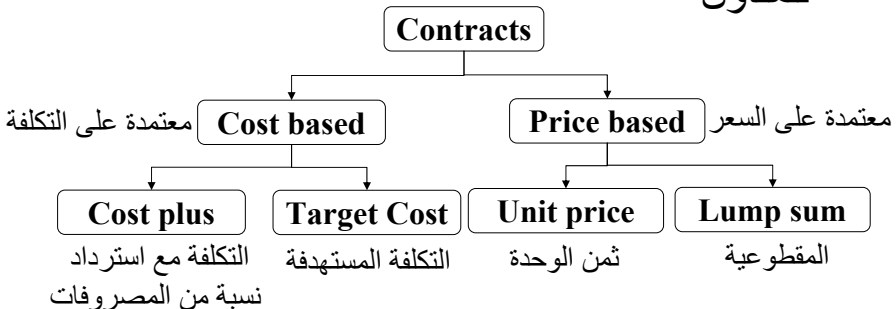 Contracts
معتمدة على التكلفة
Cost based
Price based
معتمدة على السعر
Cost plus
Target Cost
Unit price
Lump sum
التكلفة مع استرداد
نسبة من المصروفات
التكلفة المستهدفة
ثمن الوحدة
المقطوعية